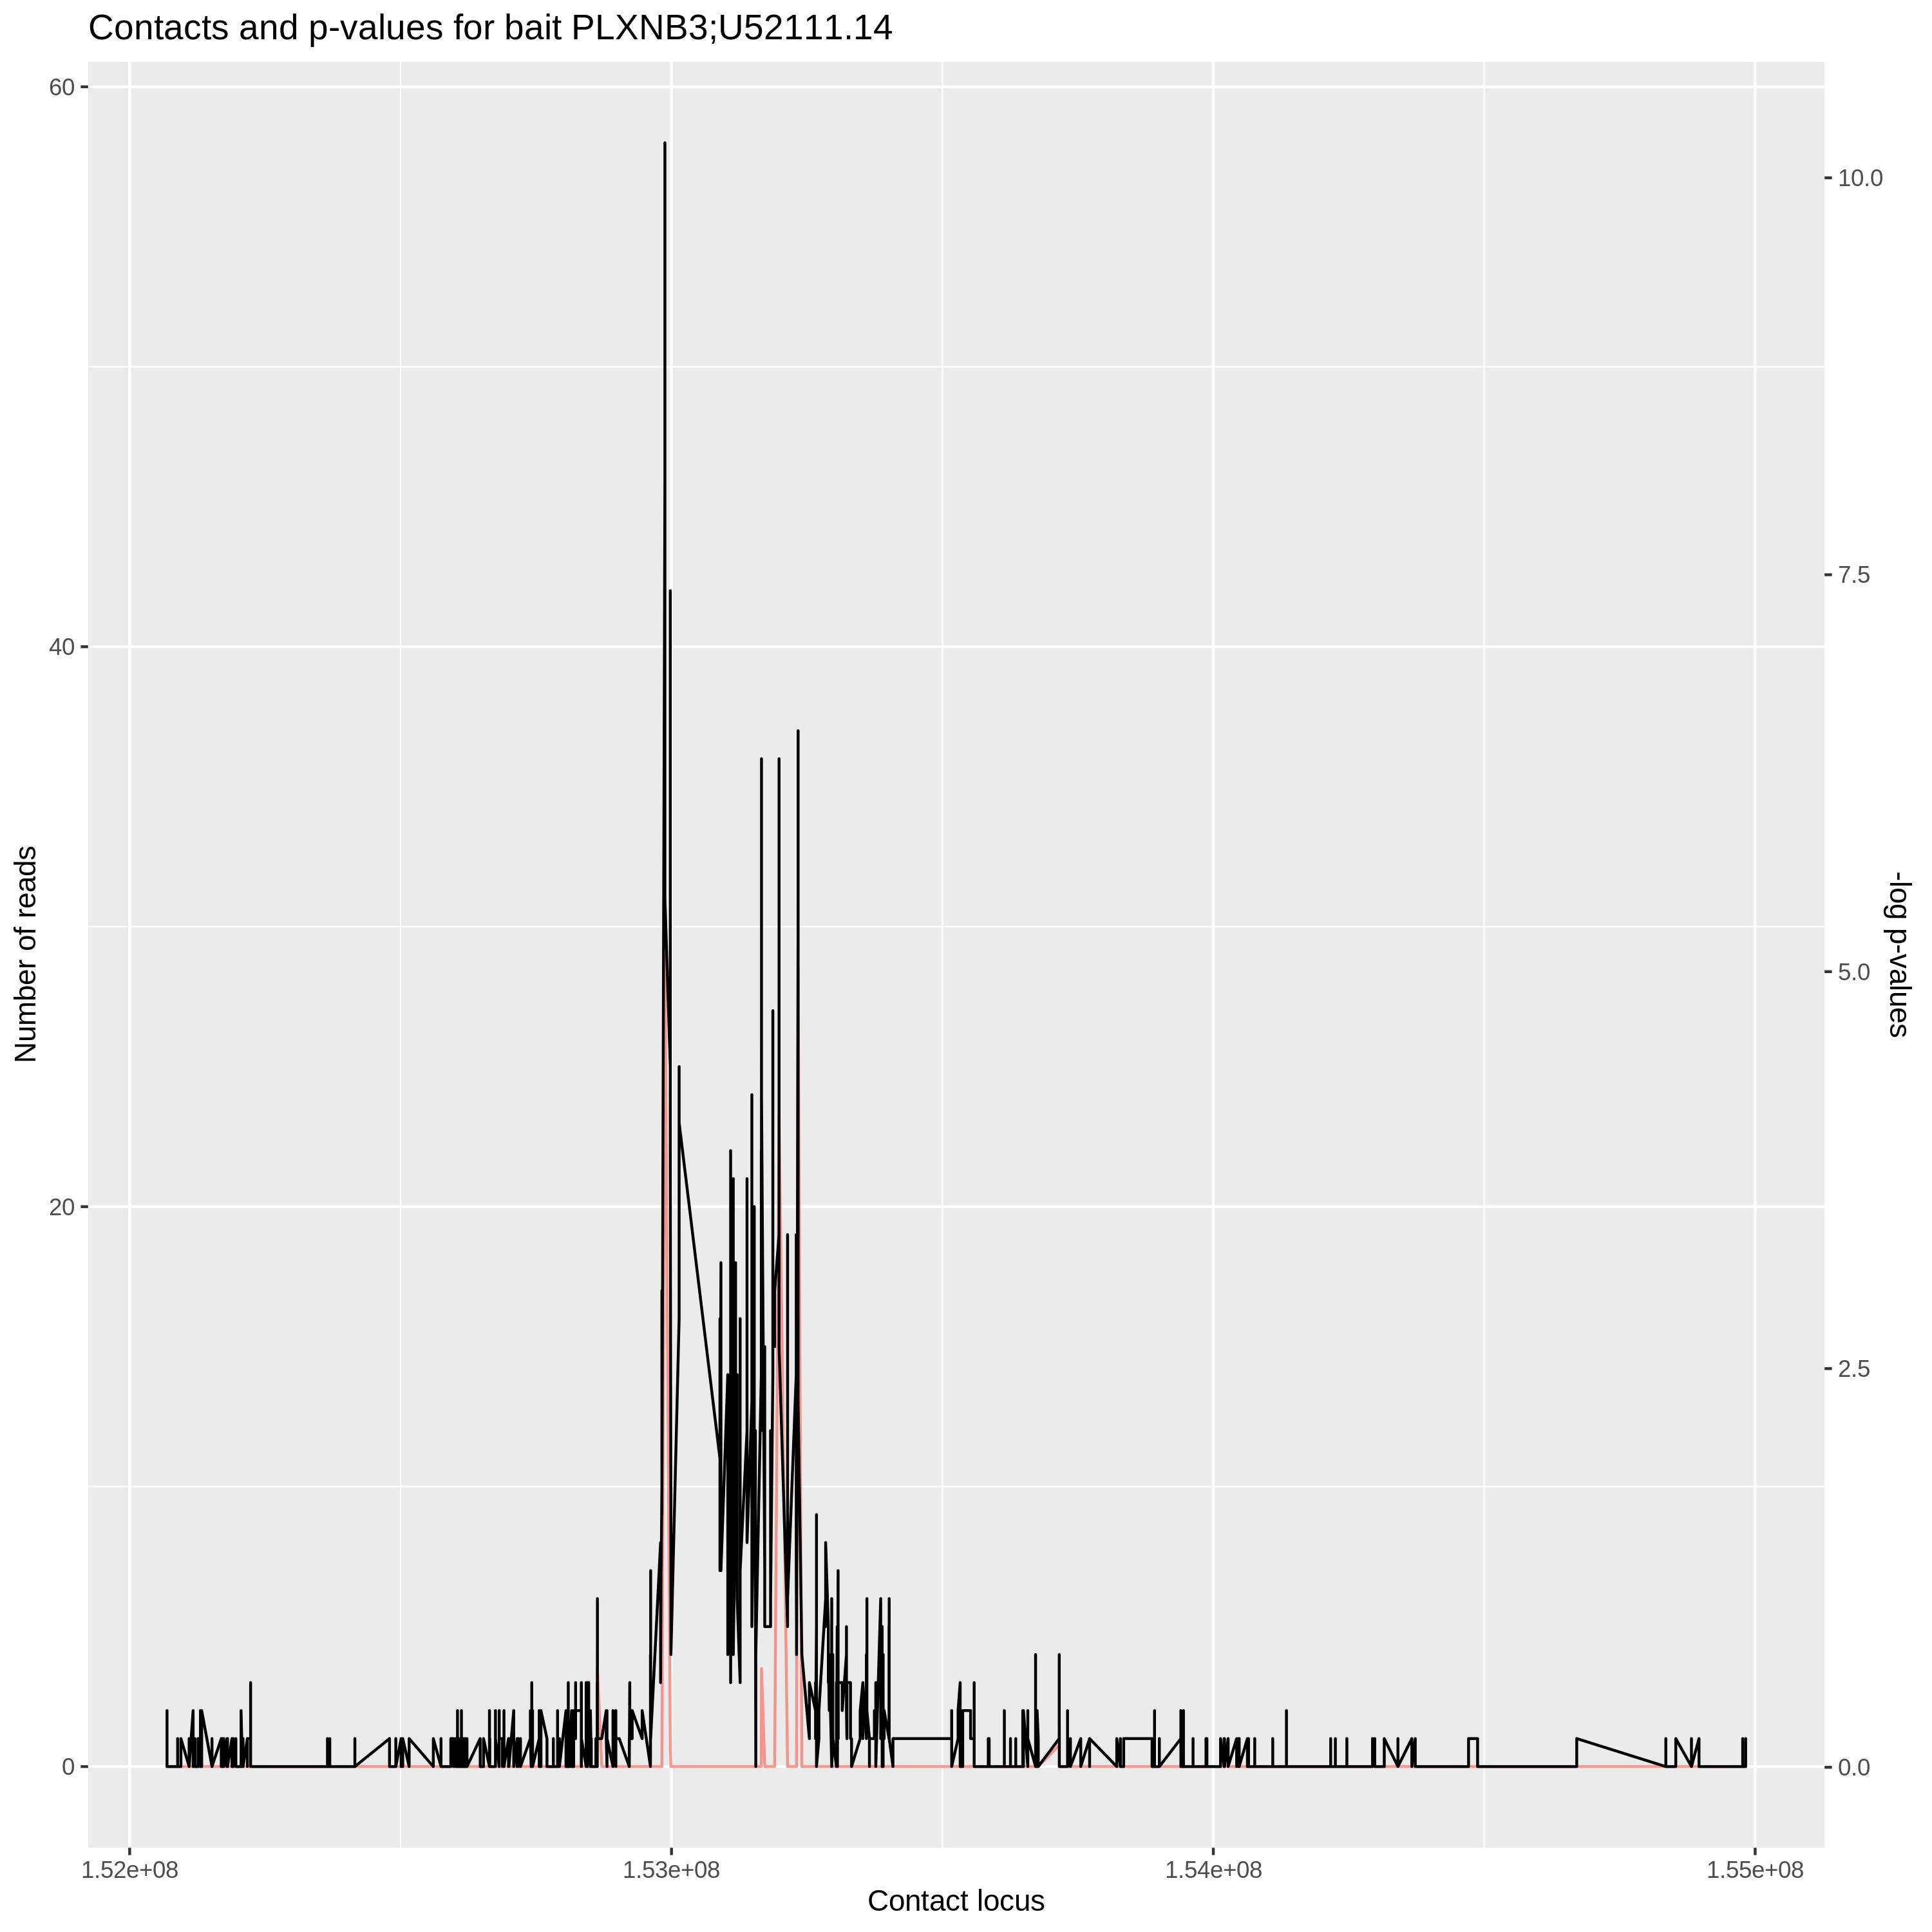 Contacts and p-values for bait PLXNB3;U52111.14
60
40
20
0
Number of reads
10.0
7.5
5.0
2.5
0.0
-log p-values
1.52e+08
1.53e+08
1.54e+08
1.55e+08
Contact locus